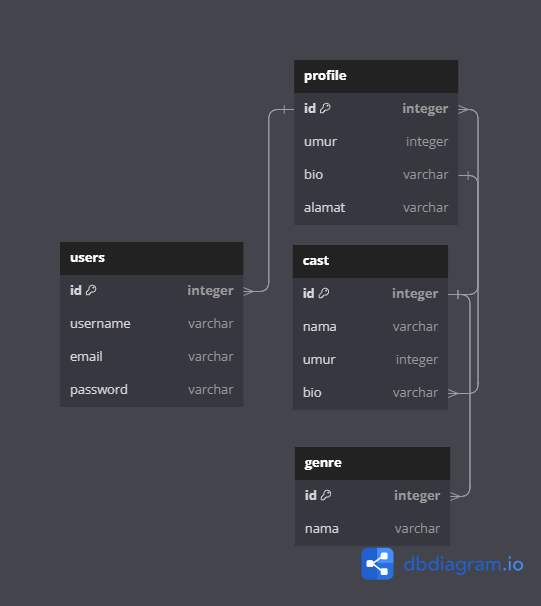 profile
id integer
umur integer
bio varchar
alamat varchar
users
id integer
username varchar
email varchar
password varchar
cast
id integer
nama varchar
umur integer
bio varchar
genre
id integer
nama varchar
dbdiagram.io